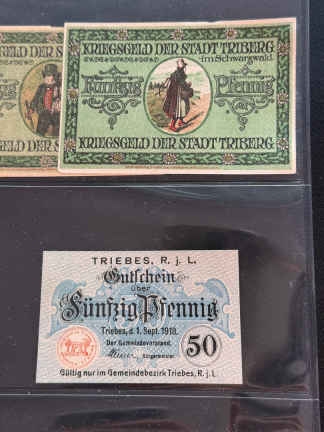 KRIEGSGELD DER STADT TRIBERG
im Schwarzwald.
Fünfzig Pfennig
KRIEGSGELD DER STADT TRIBERG
TRIEBES, R. j. L.
Gutschein
über
Fünfzig Pfennig
Triebes, d. 1. Sept. 1918.
Der Gemeindevorstand.
Bürgermeister
50
Gültig nur im Gemeindebezirk Triebes, R. j. L.